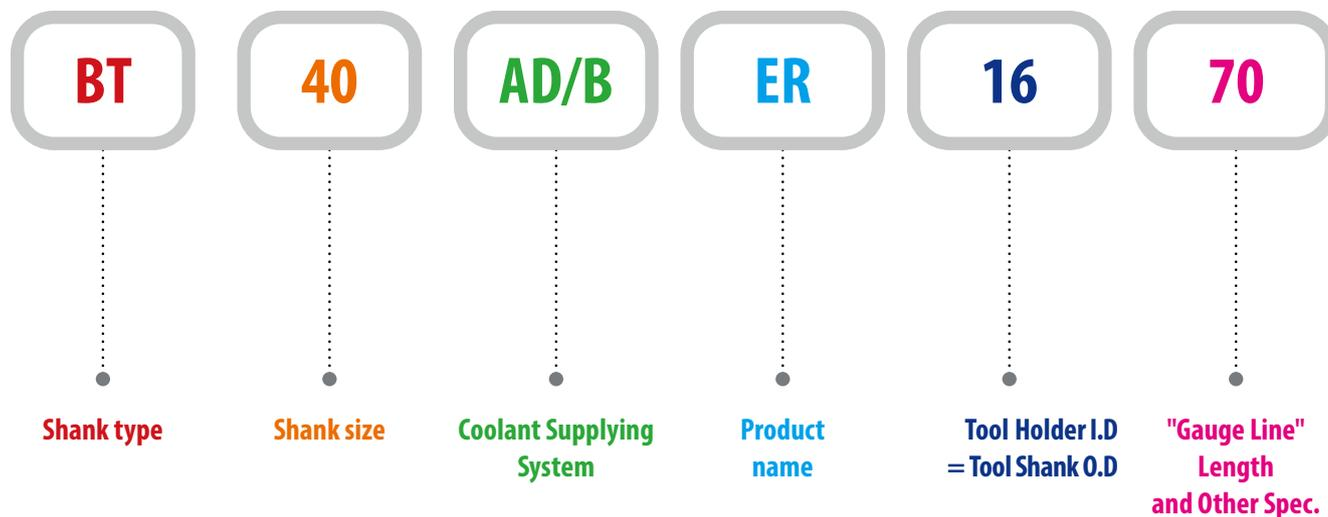 BT 40 AD/B ER 16 70
Shank type
Shank size
Coolant Supplying
System
Product
name
Tool Holder I.D
= Tool Shank O.D
"Gauge Line"
Length
and Other Spec.